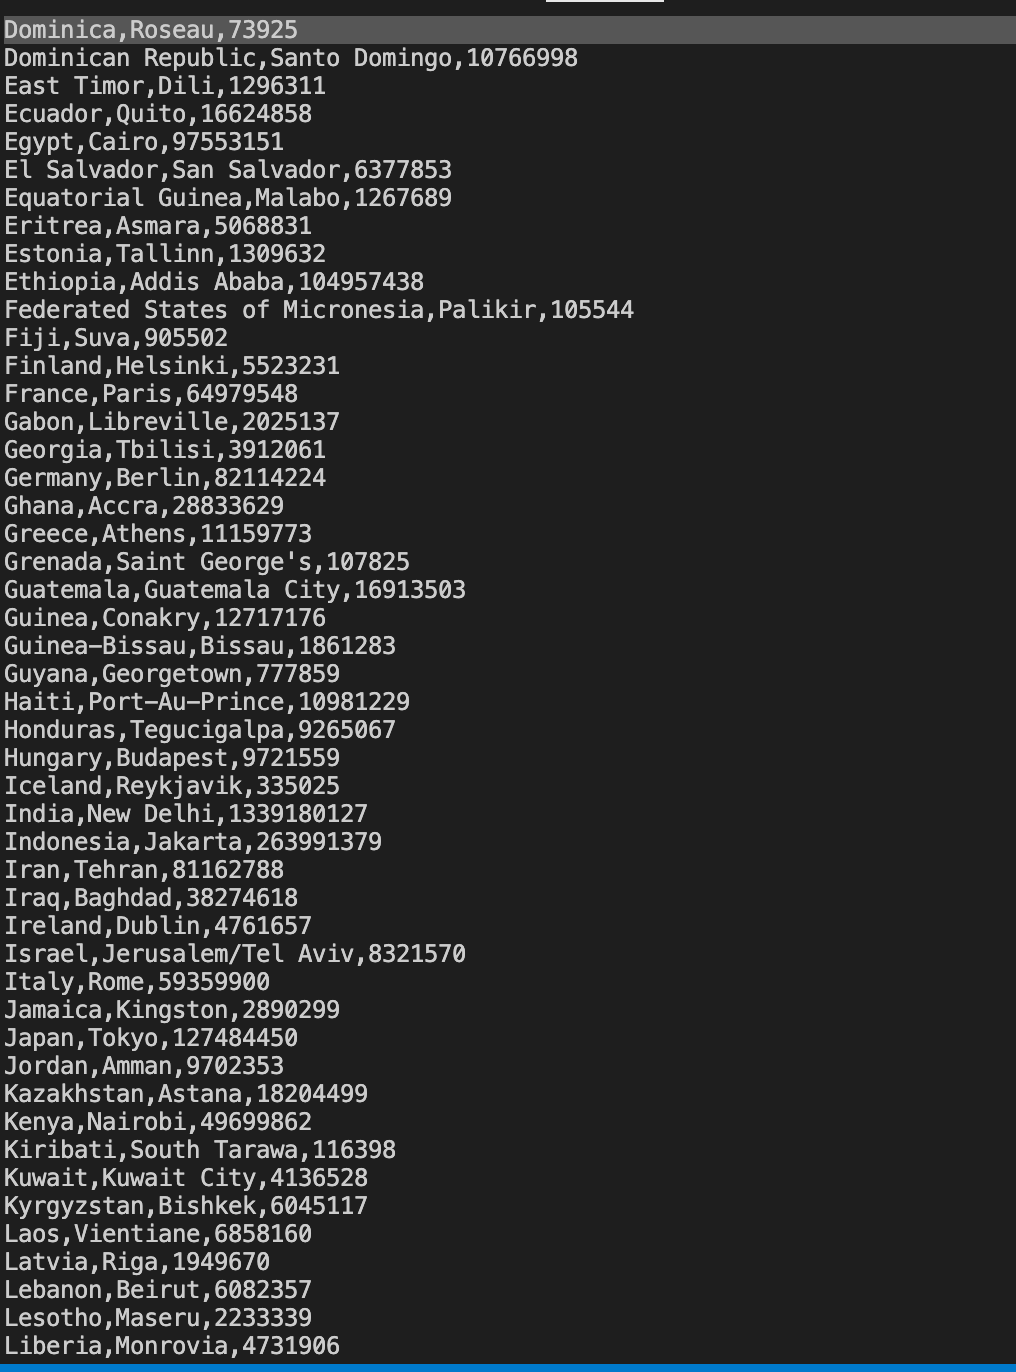 Dominica,Roseau,73925
Dominican Republic,Santo Domingo,10766998
East Timor,Dili,1296311
Ecuador,Quito,16624858
Egypt,Cairo,97553151
El Salvador,San Salvador,6377853
Equatorial Guinea,Malabo,1267689
Eritrea,Asmara,5068831
Estonia,Tallinn,1309632
Ethiopia,Addis Ababa,104957438
Federated States of Micronesia,Palikir,105544
Fiji,Suva,905502
Finland,Helsinki,5523231
France,Paris,64979548
Gabon,Libreville,2025137
Georgia,Tbilisi,3912061
Germany,Berlin,82114224
Ghana,Accra,28833629
Greece,Athens,11159773
Grenada,Saint George's,107825
Guatemala,Guatemala City,16913503
Guinea,Conakry,12717176
Guinea-Bissau,Bissau,1861283
Guyana,Georgetown,777859
Haiti,Port-Au-Prince,10981229
Honduras,Tegucigalpa,9265067
Hungary,Budapest,9721559
Iceland,Reykjavik,335025
India,New Delhi,1339180127
Indonesia,Jakarta,263991379
Iran,Tehran,81162788
Iraq,Baghdad,38274618
Ireland,Dublin,4761657
Israel,Jerusalem/Tel Aviv,8321570
Italy,Rome,59359900
Jamaica,Kingston,2890299
Japan,Tokyo,127484450
Jordan,Amman,9702353
Kazakhstan,Astana,18204499
Kenya,Nairobi,49699862
Kiribati,South Tarawa,116398
Kuwait,Kuwait City,4136528
Kyrgyzstan,Bishkek,6045117
Laos,Vientiane,6858160
Latvia,Riga,1949670
Lebanon,Beirut,6082357
Lesotho,Maseru,2233339
Liberia,Monrovia,4731906